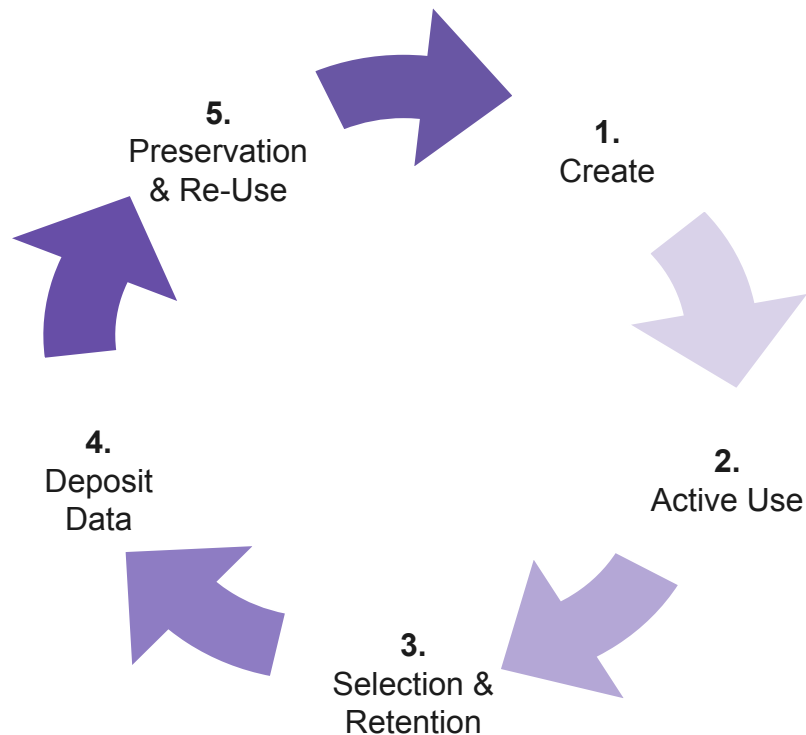 1.
Create
2.
Active Use
3.
Selection &
Retention
4.
Deposit
Data
5.
Preservation
& Re-Use